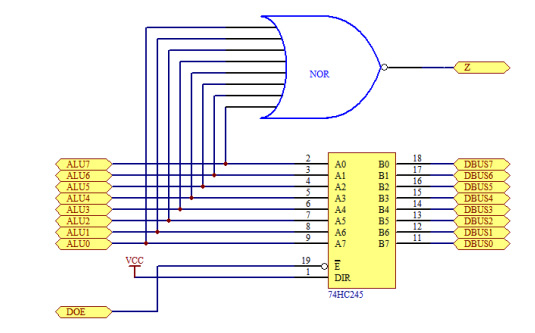 NOR
Z
ALU7 2 A0 B0 18 DBUS7
ALU6 3 A1 B1 17 DBUS6
ALU5 4 A2 B2 16 DBUS5
ALU4 5 A3 B3 15 DBUS4
ALU3 6 A4 B4 14 DBUS3
ALU2 7 A5 B5 13 DBUS2
ALU1 8 A6 B6 12 DBUS1
ALU0 9 A7 B7 11 DBUS0
VCC 19 E
1 DIR
74HC245
DOE